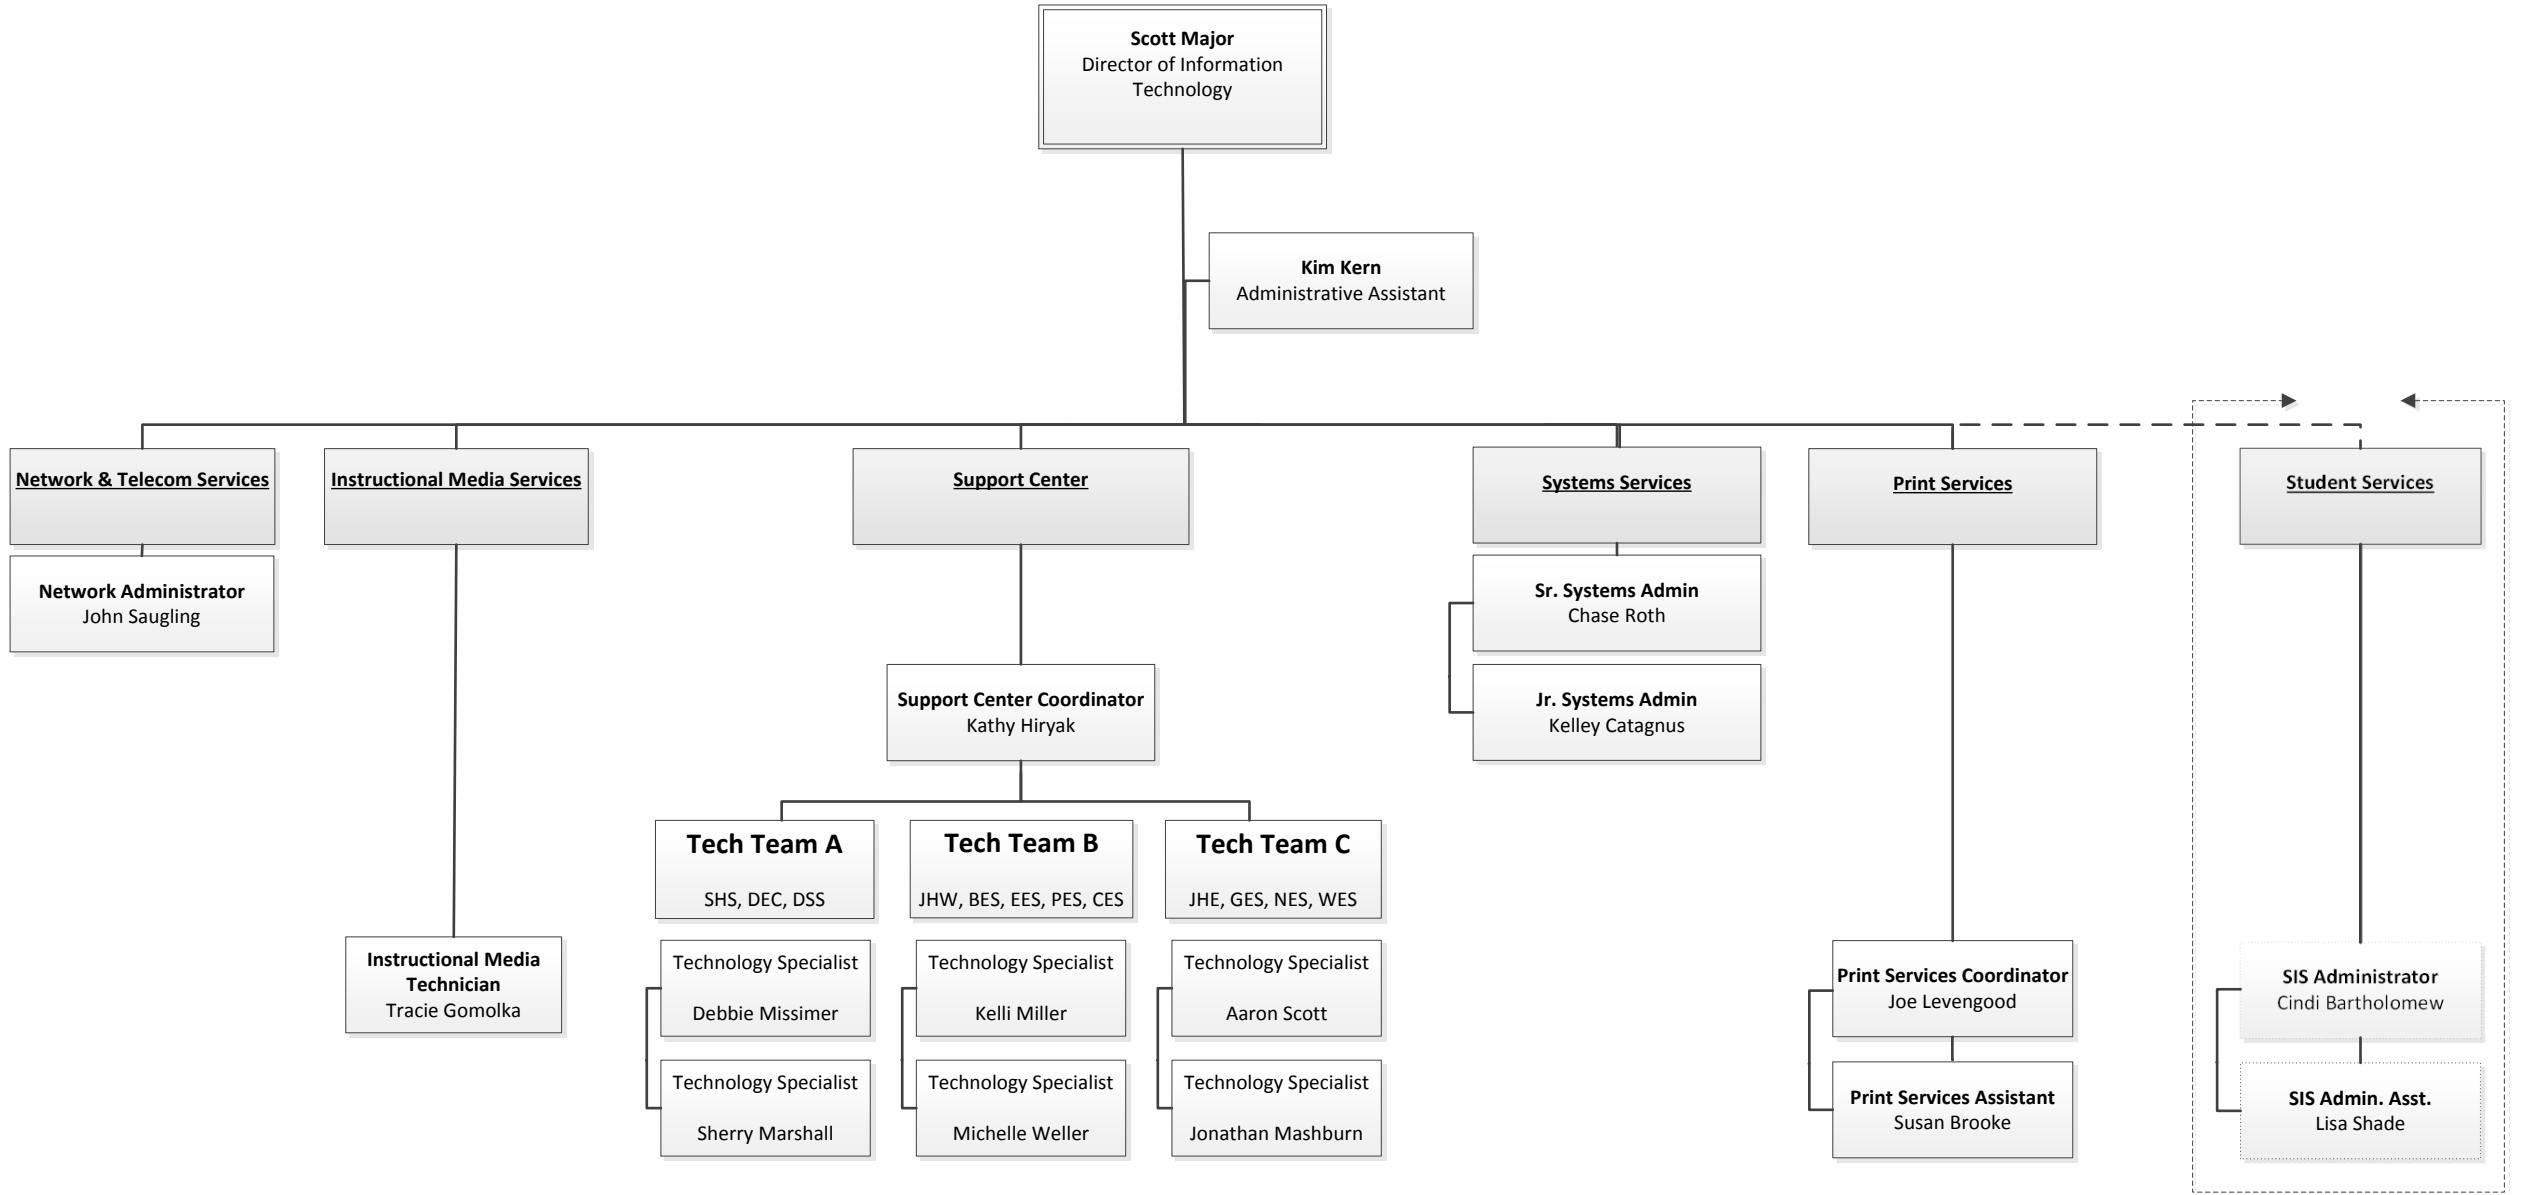 Scott Major
Director of Information
Technology
Kim Kern
Administrative Assistant
Network & Telecom Services
Instructional Media Services
Support Center
Systems Services
Print Services
Student Services
Network Administrator
John Saugling
Sr. Systems Admin
Chase Roth
Support Center Coordinator
Kathy Hiryak
Jr. Systems Admin
Kelley Catagnus
Tech Team A
SHS, DEC, DSS
Tech Team B
JHW, BES, EES, PES, CES
Tech Team C
JHE, GES, NES, WES
Instructional Media
Technician
Tracie Gomolka
Technology Specialist
Debbie Missimer
Technology Specialist
Kelli Miller
Technology Specialist
Aaron Scott
Print Services Coordinator
Joe Levengood
SIS Administrator
Cindi Bartholomew
Technology Specialist
Sherry Marshall
Technology Specialist
Michelle Weller
Technology Specialist
Jonathan Mashburn
Print Services Assistant
Susan Brooke
SIS Admin. Asst.
Lisa Shade